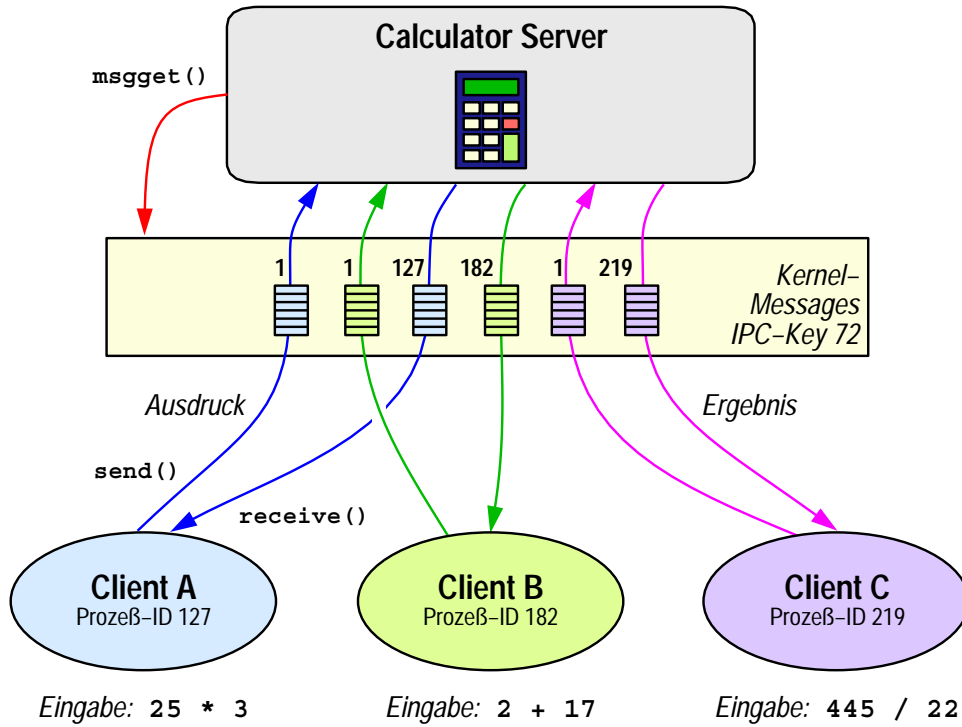 Calculator Server
msgget()
1 1 127 182 1 219
Kernel–
Messages
IPC–Key 72
Ausdruck
Ergebnis
send()
receive()
Client A
Prozeß–ID 127
Client B
Prozeß–ID 182
Client C
Prozeß–ID 219
Eingabe: 25 * 3
Eingabe: 2 + 17
Eingabe: 445 / 22